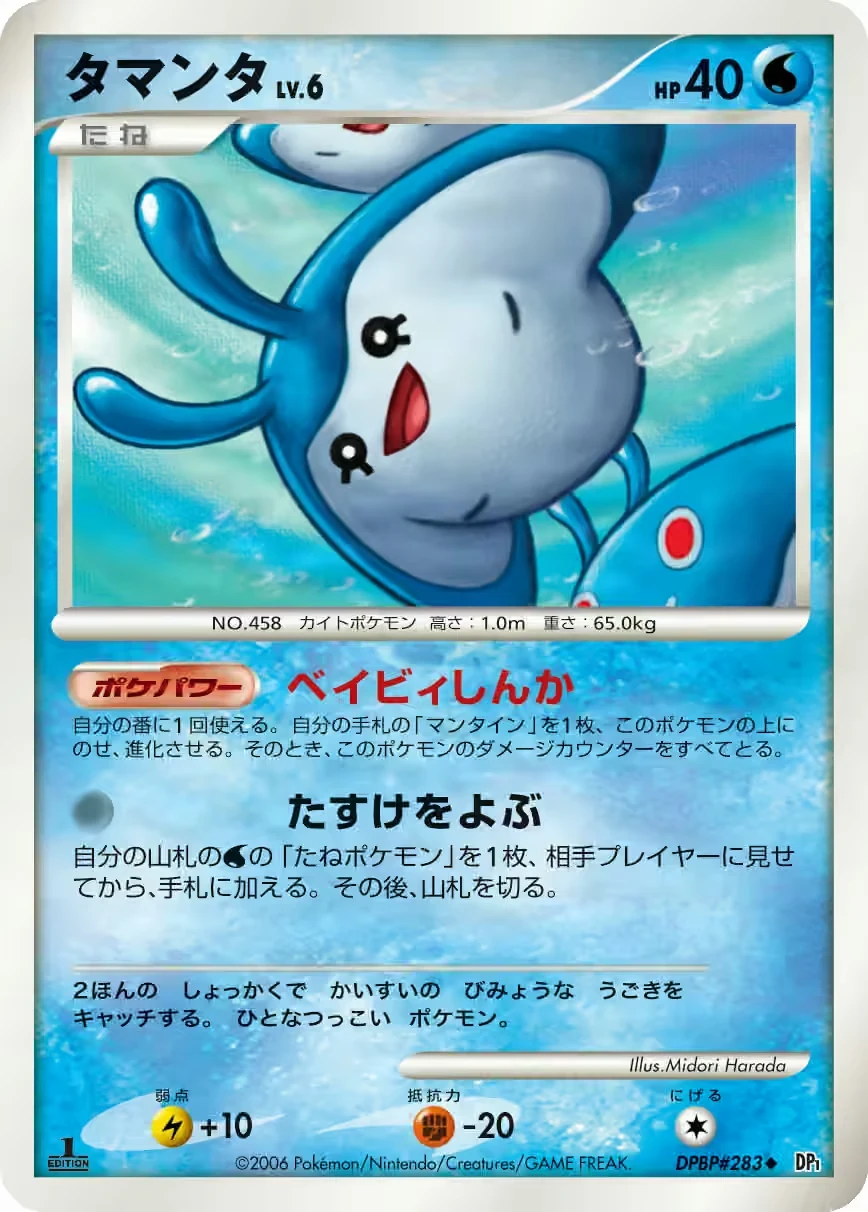 タマンタ LV.6 HP40
たね
NO.458 カイトポケモン 高さ:1.0m 重さ:65.0kg
ポケパワー ベイビィしんか
自分の番に1回使える。自分の手札の「マンタイン」を1枚、このポケモンの上に
のせ、進化させる。そのとき、このポケモンのダメージカウンターをすべてとる。
たすけをよぶ
自分の山札のの「たねポケモン」を1枚、相手プレイヤーに見せ
てから、手札に加える。その後、山札を切る。
2ほんの しょっかくで かいすいの びみょうな うごきを
キャッチする。 ひとなつっこい ポケモン。
Illus.Midori Harada
弱点 抵抗力 にげる
+10 -20
1
EDITION
©2006 Pokémon/Nintendo/Creatures/GAME FREAK. DPBP#283◆ DP1